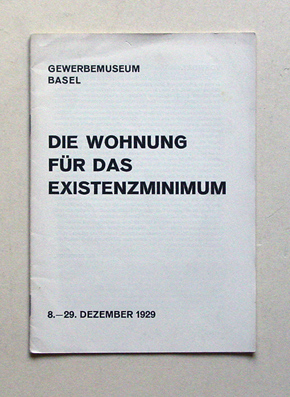 GEWERBEMUSEUM
BASEL
DIE WOHNUNG
FÜR DAS
EXISTENZMINIMUM
8.—29. DEZEMBER 1929